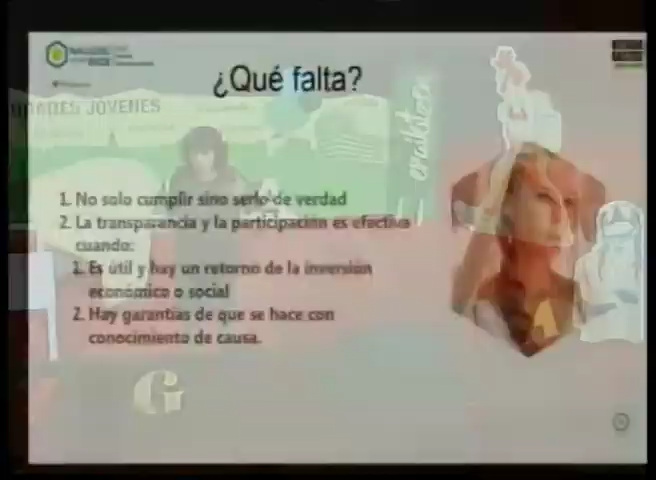 ¿Qué falta?
JÓVENES
1. No solo cumplir sino serlo de verdad
2. La transparencia y la participación es efectiva
cuando:
1. Es útil y hay un retorno de la inversión
económico o social
2. Hay garantías de que se hace con
conocimiento de causa.
G